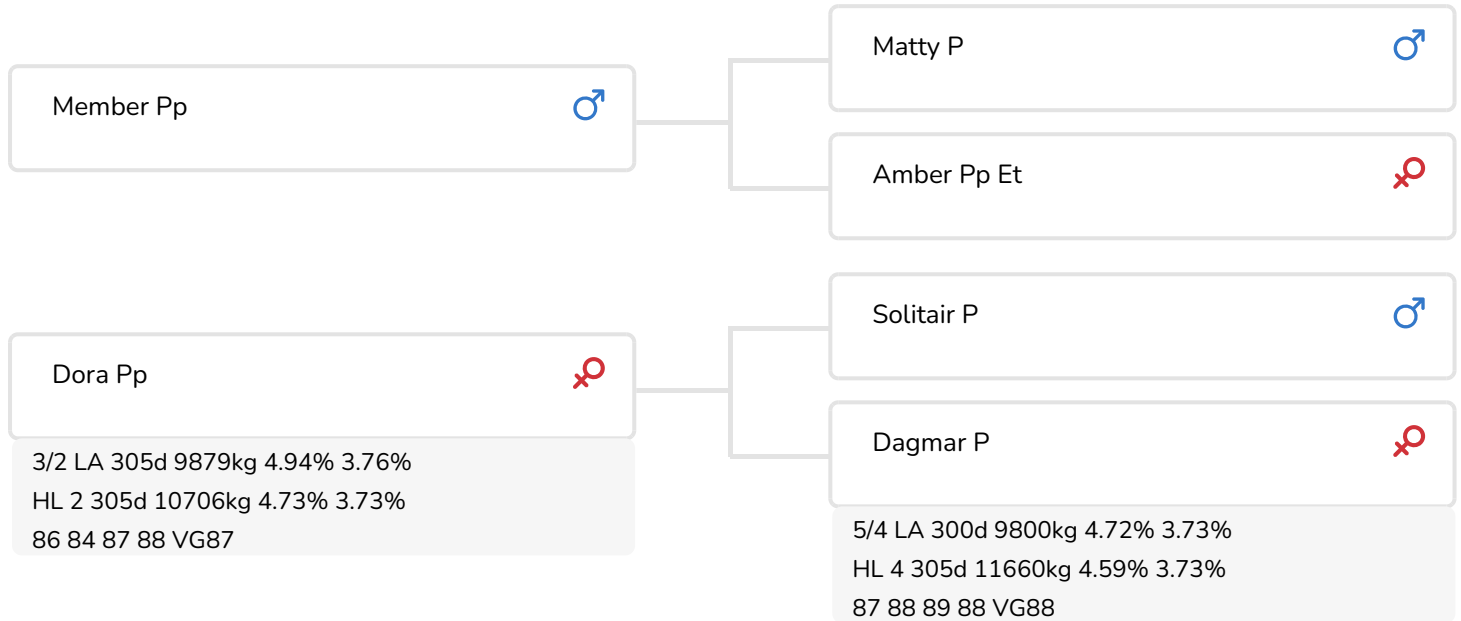 Member Pp
Matty P
Amber Pp Et
Dora Pp
3/2 LA 305d 9879kg 4.94% 3.76%
HL 2 305d 10706kg 4.73% 3.73%
86 84 87 88 VG87
Solitair P
Dagmar P
5/4 LA 300d 9800kg 4.72% 3.73%
HL 4 305d 11660kg 4.59% 3.73%
87 88 89 88 VG88